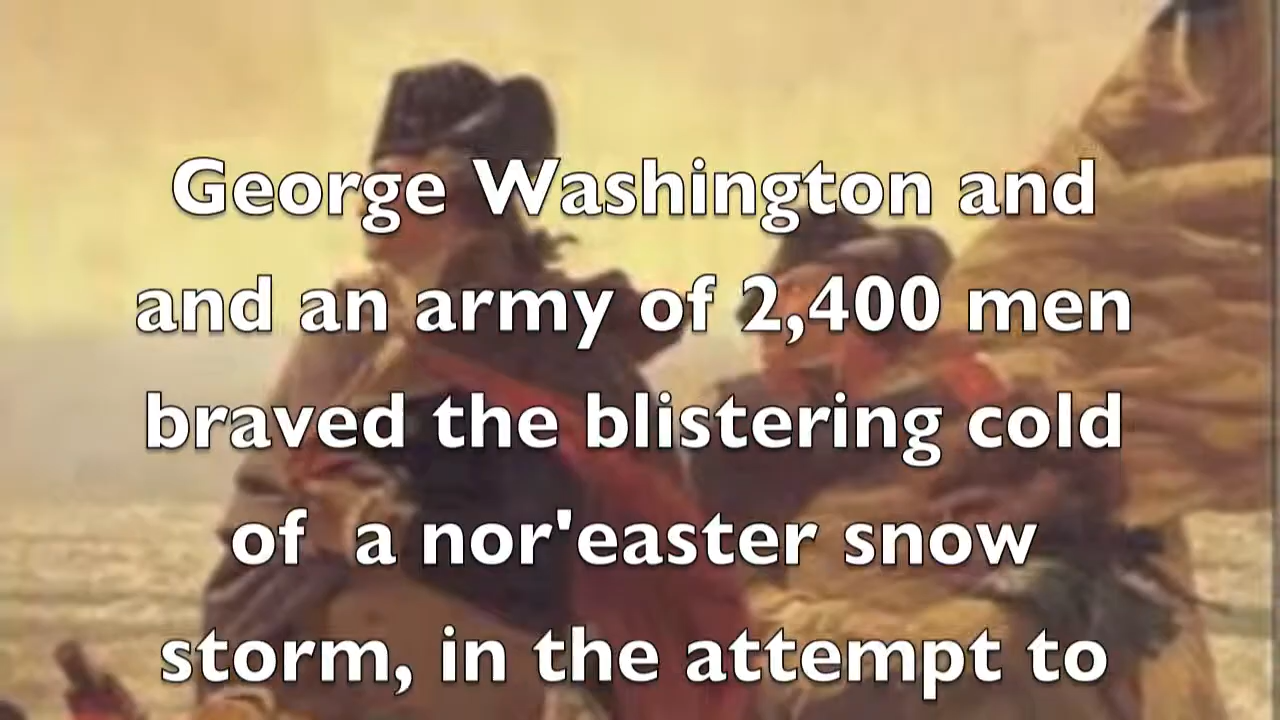 George Washington and
and an army of 2,400 men
braved the blistering cold
of  a nor'easter snow
storm, in the attempt to